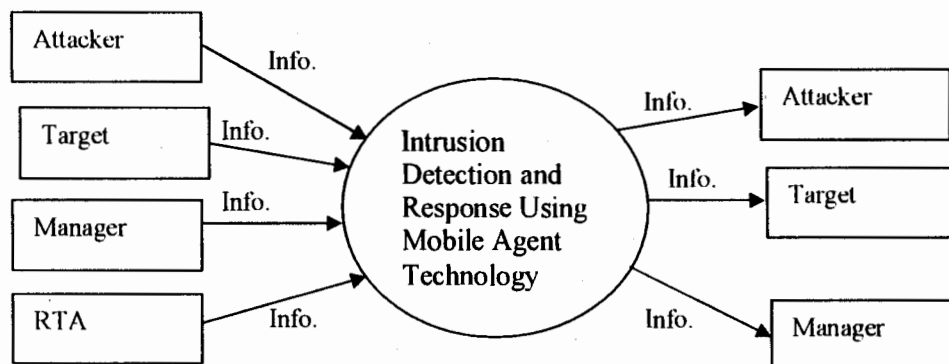 Attacker
Info.
Target
Info.
Manager
Info.
RTA
Info.
Intrusion
Detection and
Response Using
Mobile Agent
Technology
Info.
Attacker
Info.
Target
Info.
Manager